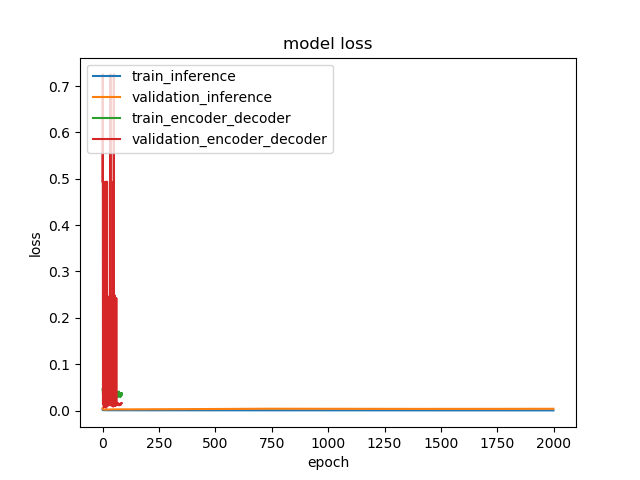 model loss
train_inference
validation_inference
train_encoder_decoder
validation_encoder_decoder
0.7
0.6
0.5
0.4
0.3
0.2
0.1
0.0
loss
0 250 500 750 1000 1250 1500 1750 2000
epoch